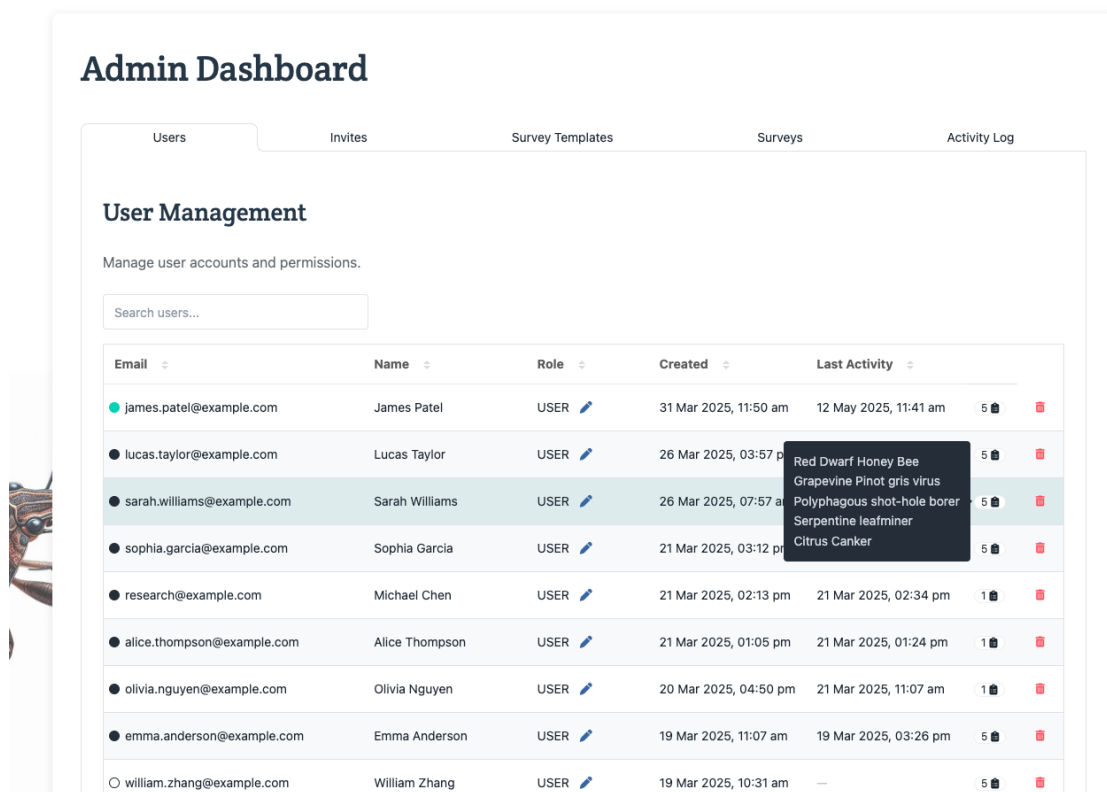 Admin Dashboard
Users Invites Survey Templates Surveys Activity Log
User Management
Manage user accounts and permissions.
Search users...
Email Name Role Created Last Activity
james.patel@example.com James Patel USER 31 Mar 2025, 11:50 am 12 May 2025, 11:41 am 5
lucas.taylor@example.com Lucas Taylor USER 26 Mar 2025, 03:57 p 5
sarah.williams@example.com Sarah Williams USER 26 Mar 2025, 07:57 a 5
sophia.garcia@example.com Sophia Garcia USER 21 Mar 2025, 03:12 p 5
Red Dwarf Honey Bee
Grapevine Pinot gris virus
Polyphagous shot-hole borer
Serpentine leafminer
Citrus Canker
research@example.com Michael Chen USER 21 Mar 2025, 02:13 pm 21 Mar 2025, 02:34 pm 1
alice.thompson@example.com Alice Thompson USER 21 Mar 2025, 01:05 pm 21 Mar 2025, 01:24 pm 1
olivia.nguyen@example.com Olivia Nguyen USER 20 Mar 2025, 04:50 pm 21 Mar 2025, 11:07 am 1
emma.anderson@example.com Emma Anderson USER 19 Mar 2025, 11:07 am 19 Mar 2025, 03:26 pm 5
william.zhang@example.com William Zhang USER 19 Mar 2025, 10:31 am — 5